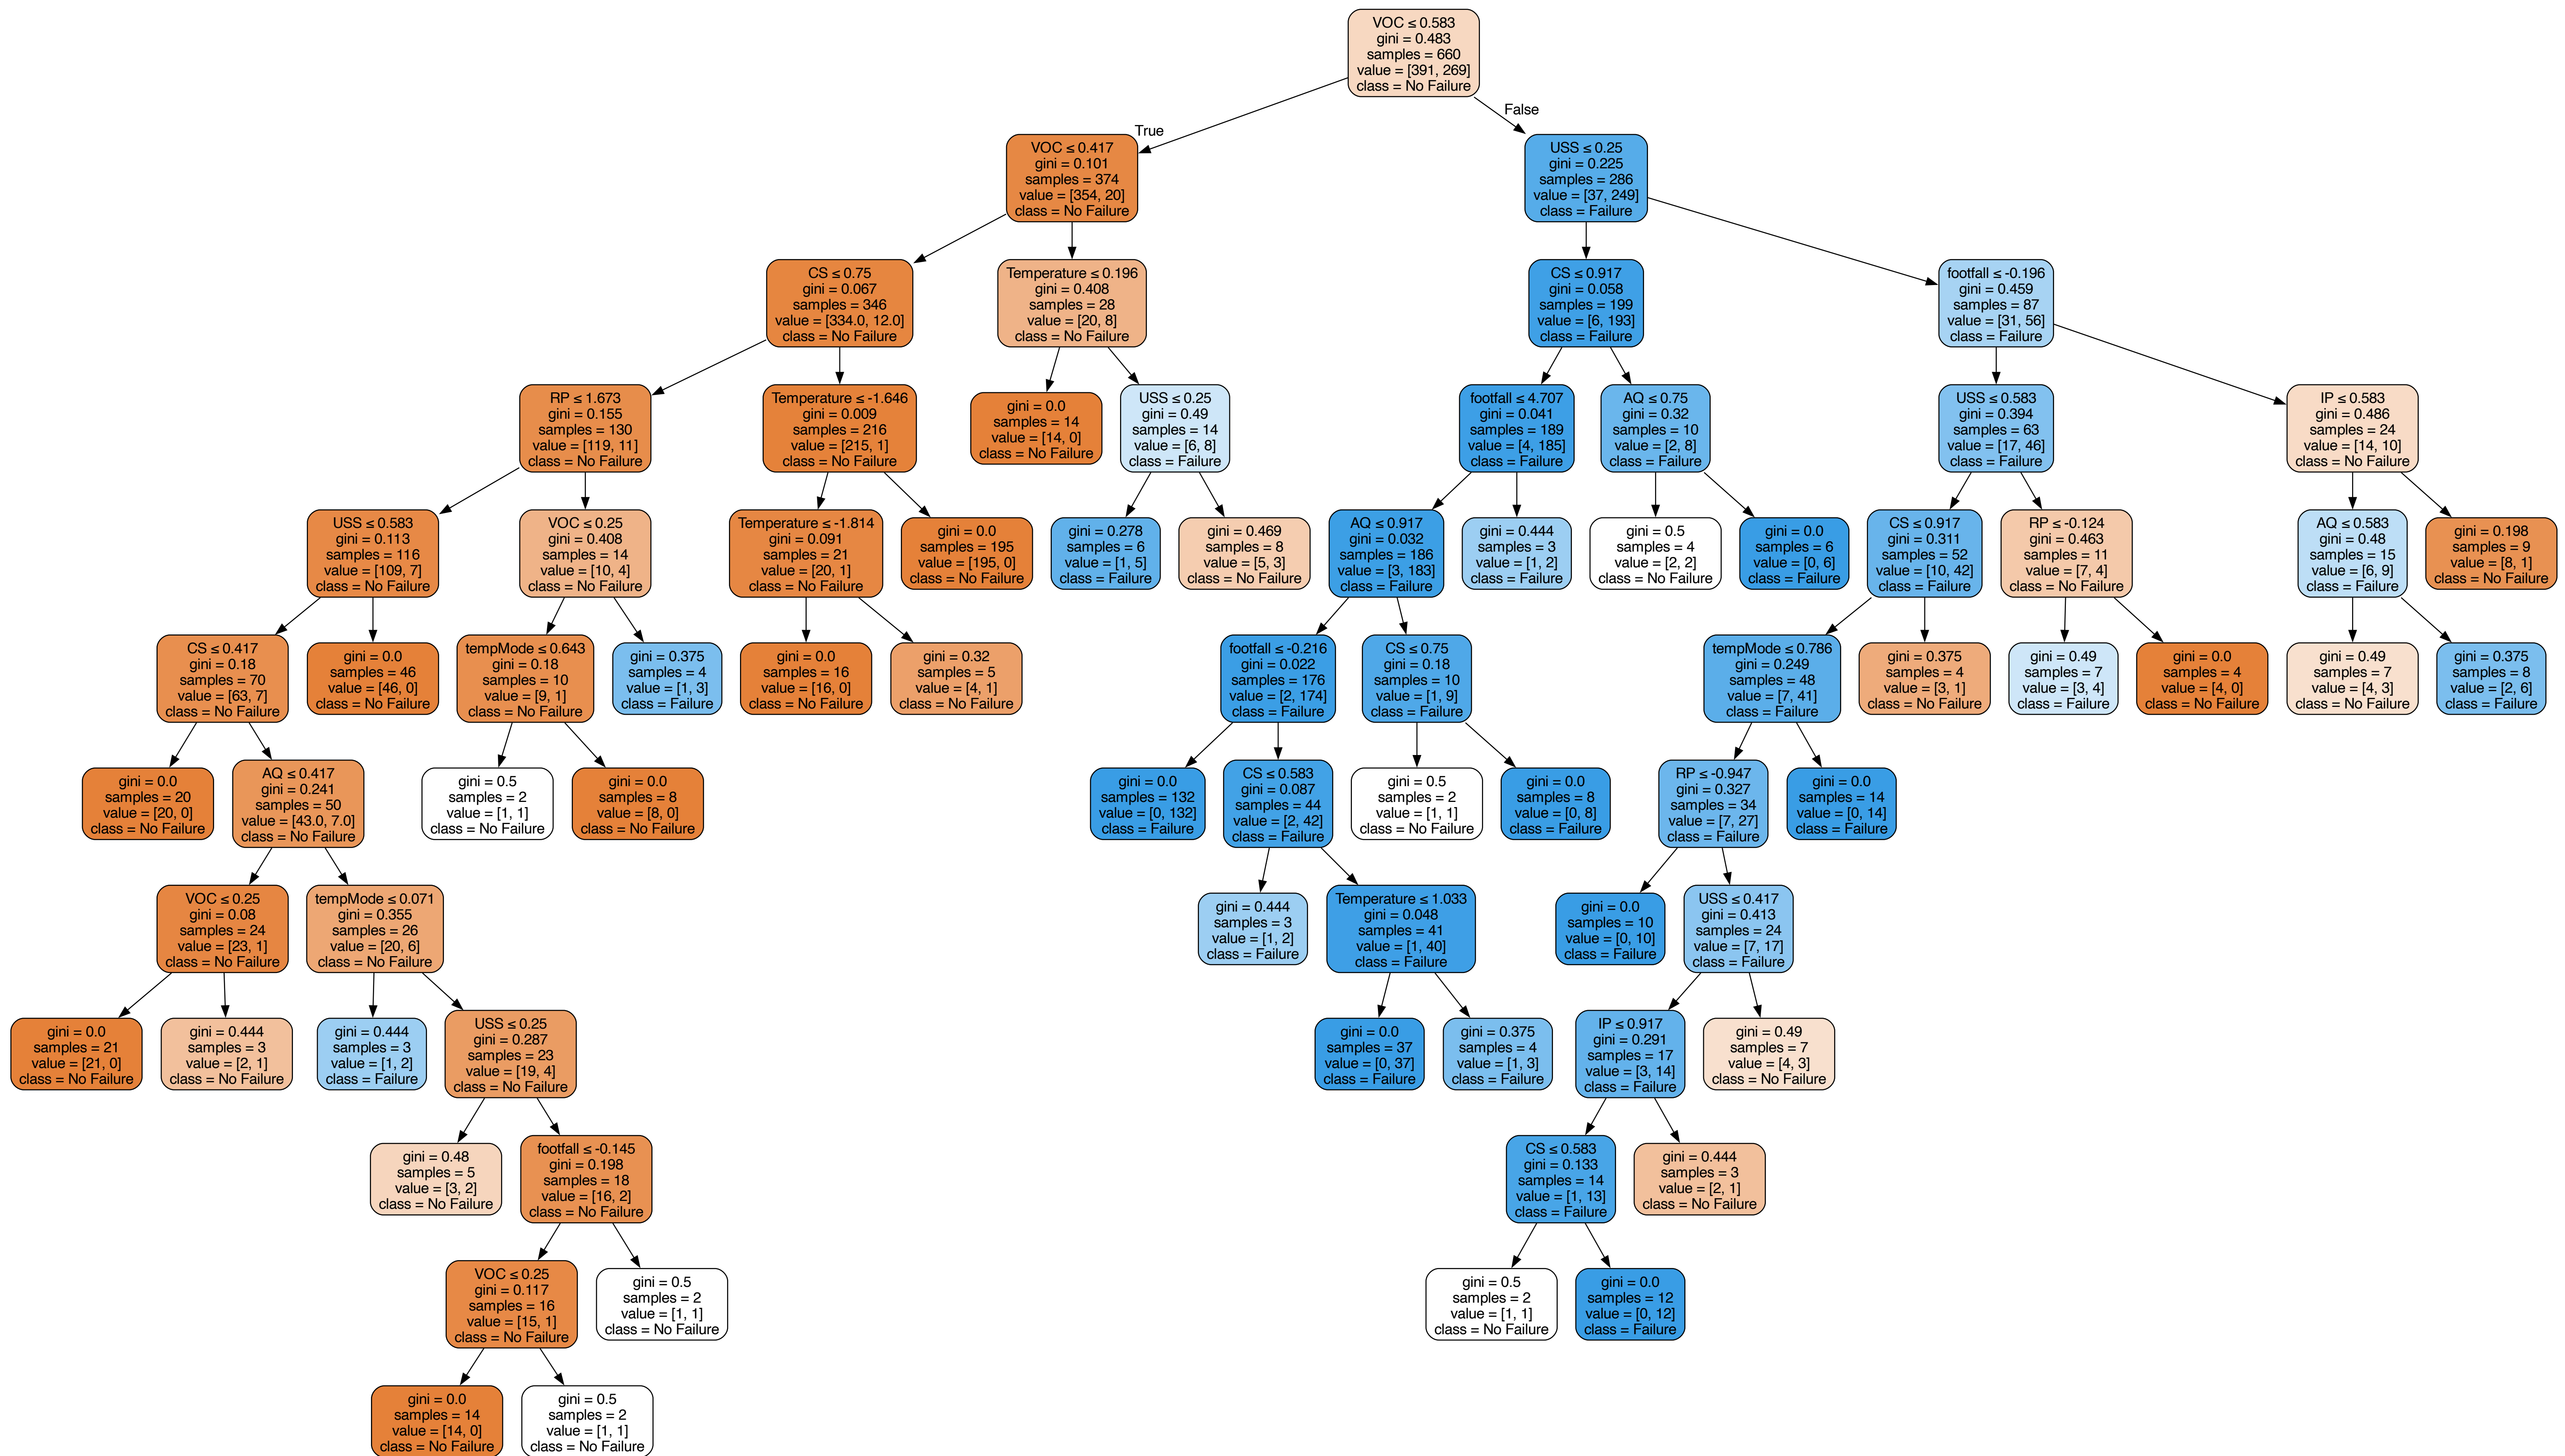 VOC ≤ 0.583
gini = 0.483
samples = 660
value = [391, 269]
class = No Failure
True
False
VOC ≤ 0.417
gini = 0.101
samples = 374
value = [354, 20]
class = No Failure
USS ≤ 0.25
gini = 0.225
samples = 286
value = [37, 249]
class = Failure
CS ≤ 0.75
gini = 0.067
samples = 346
value = [334.0, 12.0]
class = No Failure
Temperature ≤ 0.196
gini = 0.408
samples = 28
value = [20, 8]
class = No Failure
CS ≤ 0.917
gini = 0.058
samples = 199
value = [6, 193]
class = Failure
footfall ≤ -0.196
gini = 0.459
samples = 87
value = [31, 56]
class = Failure
RP ≤ 1.673
gini = 0.155
samples = 130
value = [119, 11]
class = No Failure
Temperature ≤ -1.646
gini = 0.009
samples = 216
value = [215, 1]
class = No Failure
gini = 0.0
samples = 14
value = [14, 0]
class = No Failure
USS ≤ 0.25
gini = 0.49
samples = 14
value = [6, 8]
class = Failure
footfall ≤ 4.707
gini = 0.041
samples = 189
value = [4, 185]
class = Failure
AQ ≤ 0.75
gini = 0.32
samples = 10
value = [2, 8]
class = Failure
USS ≤ 0.583
gini = 0.394
samples = 63
value = [17, 46]
class = Failure
IP ≤ 0.583
gini = 0.486
samples = 24
value = [14, 10]
class = No Failure
USS ≤ 0.583
gini = 0.113
samples = 116
value = [109, 7]
class = No Failure
VOC ≤ 0.25
gini = 0.408
samples = 14
value = [10, 4]
class = No Failure
Temperature ≤ -1.814
gini = 0.091
samples = 21
value = [20, 1]
class = No Failure
gini = 0.0
samples = 195
value = [195, 0]
class = No Failure
gini = 0.278
samples = 6
value = [1, 5]
class = Failure
gini = 0.469
samples = 8
value = [5, 3]
class = No Failure
AQ ≤ 0.917
gini = 0.032
samples = 186
value = [3, 183]
class = Failure
gini = 0.444
samples = 3
value = [1, 2]
class = Failure
gini = 0.5
samples = 4
value = [2, 2]
class = No Failure
gini = 0.0
samples = 6
value = [0, 6]
class = Failure
CS ≤ 0.917
gini = 0.311
samples = 52
value = [10, 42]
class = Failure
RP ≤ -0.124
gini = 0.463
samples = 11
value = [7, 4]
class = No Failure
AQ ≤ 0.583
gini = 0.48
samples = 15
value = [6, 9]
class = Failure
gini = 0.198
samples = 9
value = [8, 1]
class = No Failure
CS ≤ 0.417
gini = 0.18
samples = 70
value = [63, 7]
class = No Failure
gini = 0.0
samples = 46
value = [46, 0]
class = No Failure
tempMode ≤ 0.643
gini = 0.18
samples = 10
value = [9, 1]
class = No Failure
gini = 0.375
samples = 4
value = [1, 3]
class = Failure
gini = 0.0
samples = 16
value = [16, 0]
class = No Failure
gini = 0.32
samples = 5
value = [4, 1]
class = No Failure
footfall ≤ -0.216
gini = 0.022
samples = 176
value = [2, 174]
class = Failure
CS ≤ 0.75
gini = 0.18
samples = 10
value = [1, 9]
class = Failure
tempMode ≤ 0.786
gini = 0.249
samples = 48
value = [7, 41]
class = Failure
gini = 0.375
samples = 4
value = [3, 1]
class = No Failure
gini = 0.49
samples = 7
value = [3, 4]
class = Failure
gini = 0.0
samples = 4
value = [4, 0]
class = No Failure
gini = 0.49
samples = 7
value = [4, 3]
class = No Failure
gini = 0.375
samples = 8
value = [2, 6]
class = Failure
gini = 0.0
samples = 20
value = [20, 0]
class = No Failure
AQ ≤ 0.417
gini = 0.241
samples = 50
value = [43.0, 7.0]
class = No Failure
gini = 0.5
samples = 2
value = [1, 1]
class = No Failure
gini = 0.0
samples = 8
value = [8, 0]
class = No Failure
gini = 0.0
samples = 132
value = [0, 132]
class = Failure
CS ≤ 0.583
gini = 0.087
samples = 44
value = [2, 42]
class = Failure
gini = 0.5
samples = 2
value = [1, 1]
class = No Failure
gini = 0.0
samples = 8
value = [0, 8]
class = Failure
RP ≤ -0.947
gini = 0.327
samples = 34
value = [7, 27]
class = Failure
gini = 0.0
samples = 14
value = [0, 14]
class = Failure
VOC ≤ 0.25
gini = 0.08
samples = 24
value = [23, 1]
class = No Failure
tempMode ≤ 0.071
gini = 0.355
samples = 26
value = [20, 6]
class = No Failure
gini = 0.444
samples = 3
value = [1, 2]
class = Failure
Temperature ≤ 1.033
gini = 0.048
samples = 41
value = [1, 40]
class = Failure
gini = 0.0
samples = 10
value = [0, 10]
class = Failure
USS ≤ 0.417
gini = 0.413
samples = 24
value = [7, 17]
class = Failure
gini = 0.0
samples = 21
value = [21, 0]
class = No Failure
gini = 0.444
samples = 3
value = [2, 1]
class = No Failure
gini = 0.444
samples = 3
value = [1, 2]
class = Failure
USS ≤ 0.25
gini = 0.287
samples = 23
value = [19, 4]
class = No Failure
gini = 0.0
samples = 37
value = [0, 37]
class = Failure
gini = 0.375
samples = 4
value = [1, 3]
class = Failure
IP ≤ 0.917
gini = 0.291
samples = 17
value = [3, 14]
class = Failure
gini = 0.49
samples = 7
value = [4, 3]
class = No Failure
gini = 0.48
samples = 5
value = [3, 2]
class = No Failure
footfall ≤ -0.145
gini = 0.198
samples = 18
value = [16, 2]
class = No Failure
CS ≤ 0.583
gini = 0.133
samples = 14
value = [1, 13]
class = Failure
gini = 0.444
samples = 3
value = [2, 1]
class = No Failure
VOC ≤ 0.25
gini = 0.117
samples = 16
value = [15, 1]
class = No Failure
gini = 0.5
samples = 2
value = [1, 1]
class = No Failure
gini = 0.5
samples = 2
value = [1, 1]
class = No Failure
gini = 0.0
samples = 12
value = [0, 12]
class = Failure
gini = 0.0
samples = 14
value = [14, 0]
class = No Failure
gini = 0.5
samples = 2
value = [1, 1]
class = No Failure